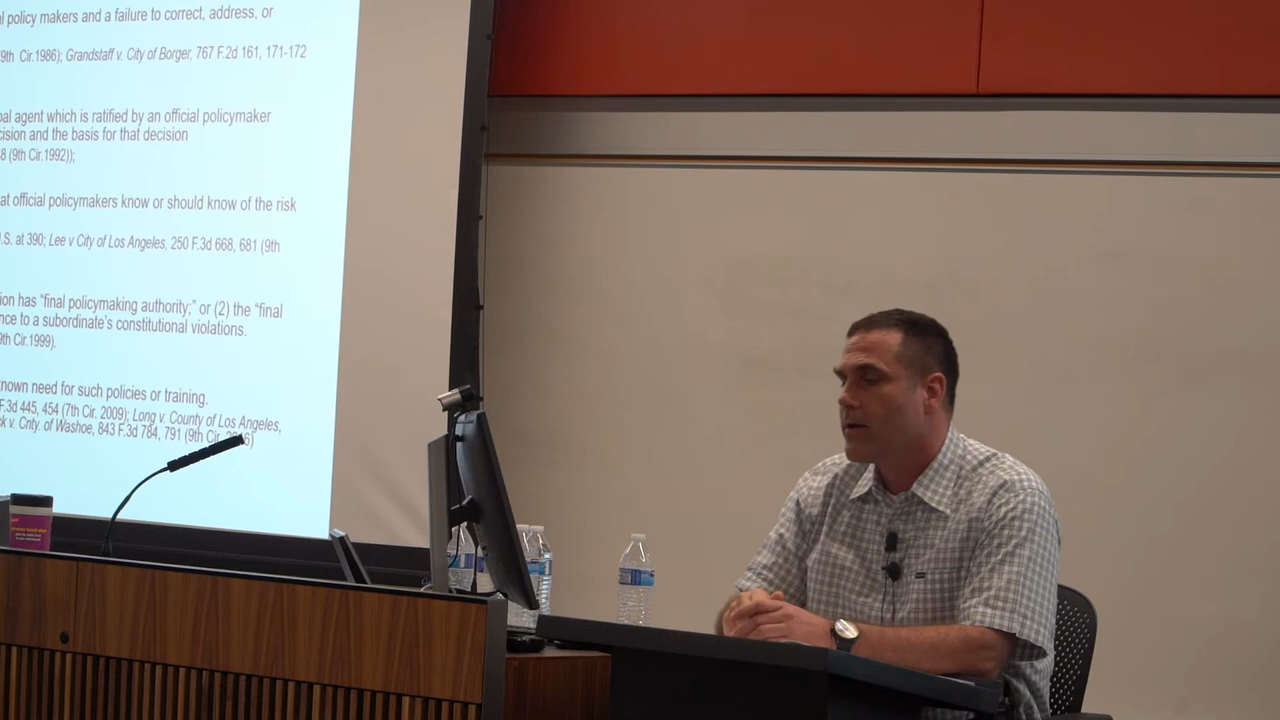 l policy makers and a failure to correct, address, or
9th Cir.1986); Grandstaff v. City of Borger, 767 F.2d 161, 171-172
pal agent which is ratified by an official policymaker
cision and the basis for that decision
8 (9th Cir.1992));
at official policymakers know or should know of the risk
.S. at 390; Lee v City of Los Angeles, 250 F.3d 668, 681 (9th
ion has “final policymaking authority;” or (2) the “final
nce to a subordinate’s constitutional violations.
9th Cir.1999).
nown need for such policies or training.
F.3d 445, 454 (7th Cir. 2009); Long v. County of Los Angeles,
k v. Cnty. of Washoe, 843 F.3d 784, 791 (9th Cir.